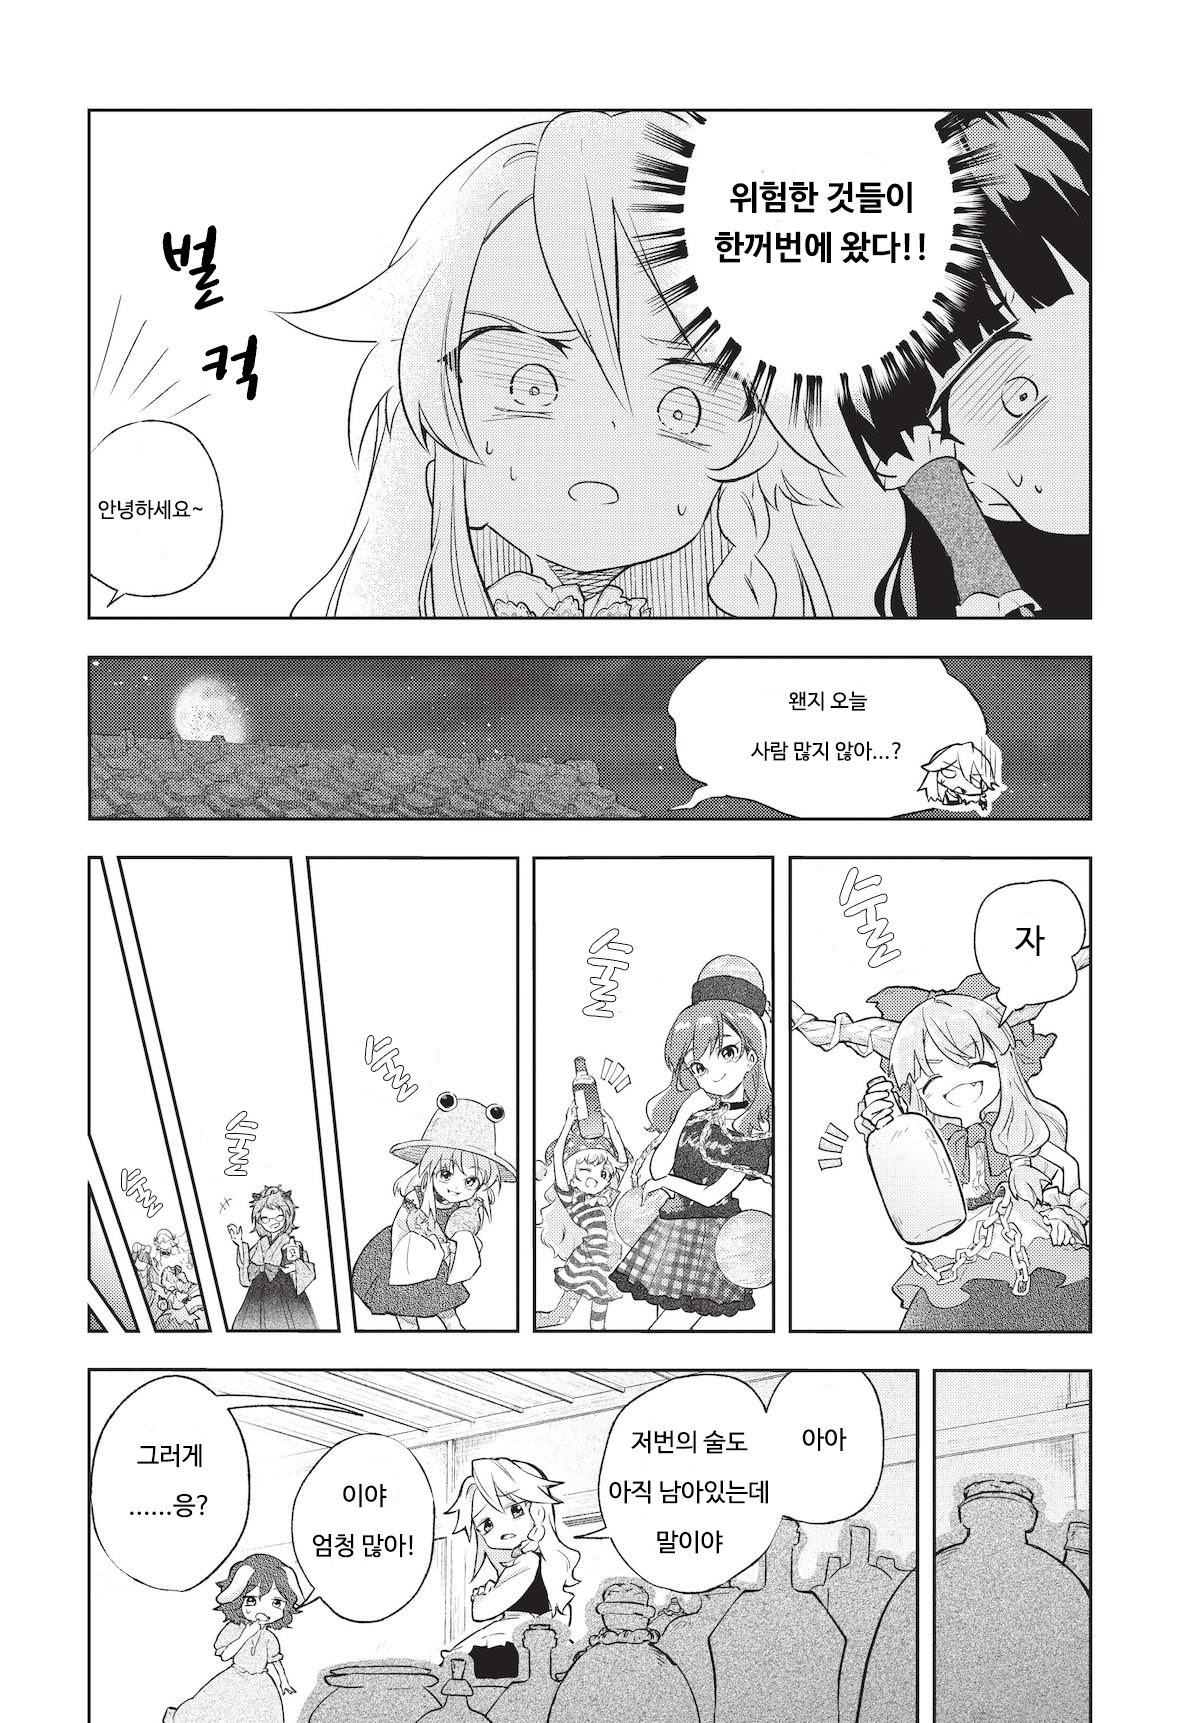 위험한 것들이
한꺼번에 왔다!!
벌
컥
안녕하세요~
왠지 오늘
사람 많지 않아...?
자
술
술
술
술
술
아아
저번의 술도
아직 남아있는데
말이야
이야
엄청 많아!
그러게
......응?